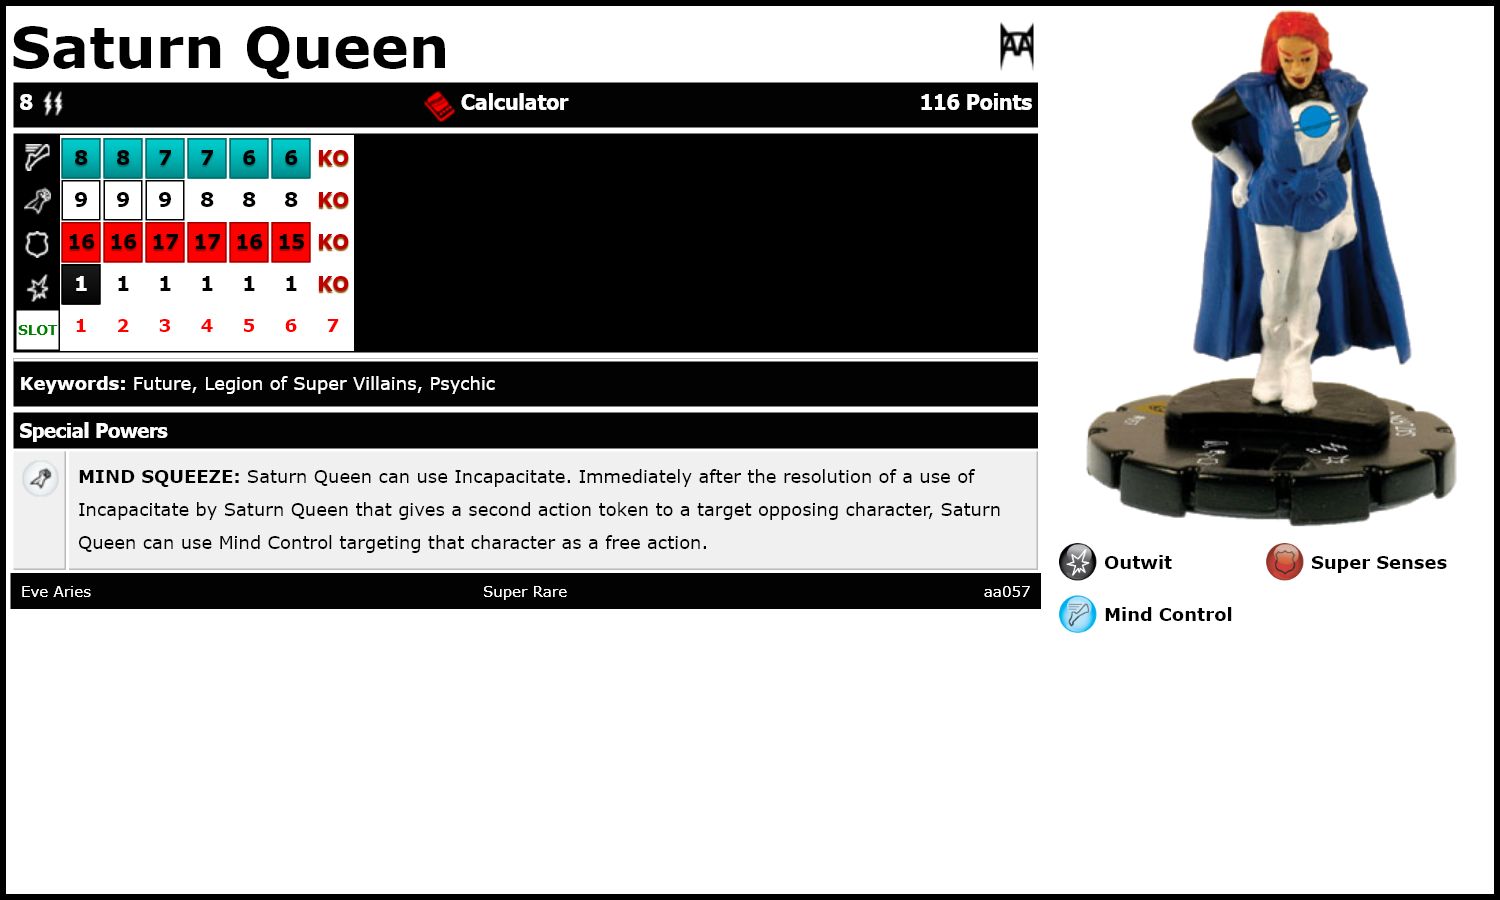 Saturn Queen
8 Calculator 116 Points
8 8 7 7 6 6 KO
9 9 9 8 8 8 KO
16 16 17 17 16 15 KO
1 1 1 1 1 1 KO
SLOT 1 2 3 4 5 6 7
Keywords: Future, Legion of Super Villains, Psychic
Special Powers
MIND SQUEEZE: Saturn Queen can use Incapacitate. Immediately after the resolution of a use of
Incapacitate by Saturn Queen that gives a second action token to a target opposing character, Saturn
Queen can use Mind Control targeting that character as a free action.
Eve Aries Super Rare aa057
Outwit Super Senses
Mind Control